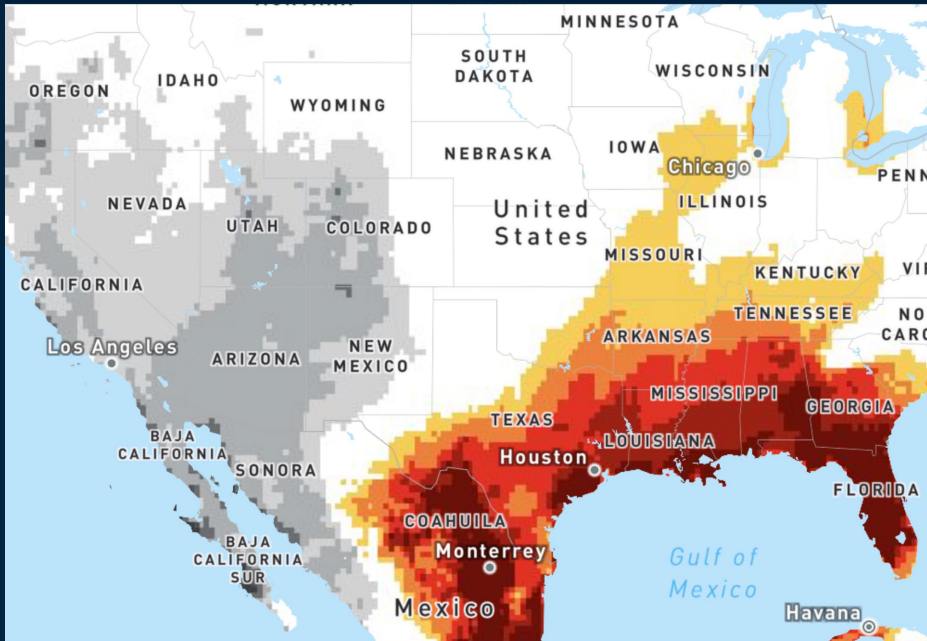 MINNESOTA
OREGON
IDAHO
SOUTH
DAKOTA
WISCONSIN
WYOMING
NEBRASKA
IOWA
Chicago
PENN
NEVADA
UTAH
COLORADO
United
States
ILLINOIS
MISSOURI
KENTUCKY
VIR
CALIFORNIA
TENNESSEE
NO
CARO
Los Angeles
ARIZONA
NEW
MEXICO
ARKANSAS
MISSISSIPPI
GEORGIA
TEXAS
BAJA
CALIFORNIA
SONORA
LOUISIANA
Houston
FLORIDA
COAHUILA
BAJA
CALIFORNIA
SUR
Monterrey
Gulf of
Mexico
Mexico
Havana